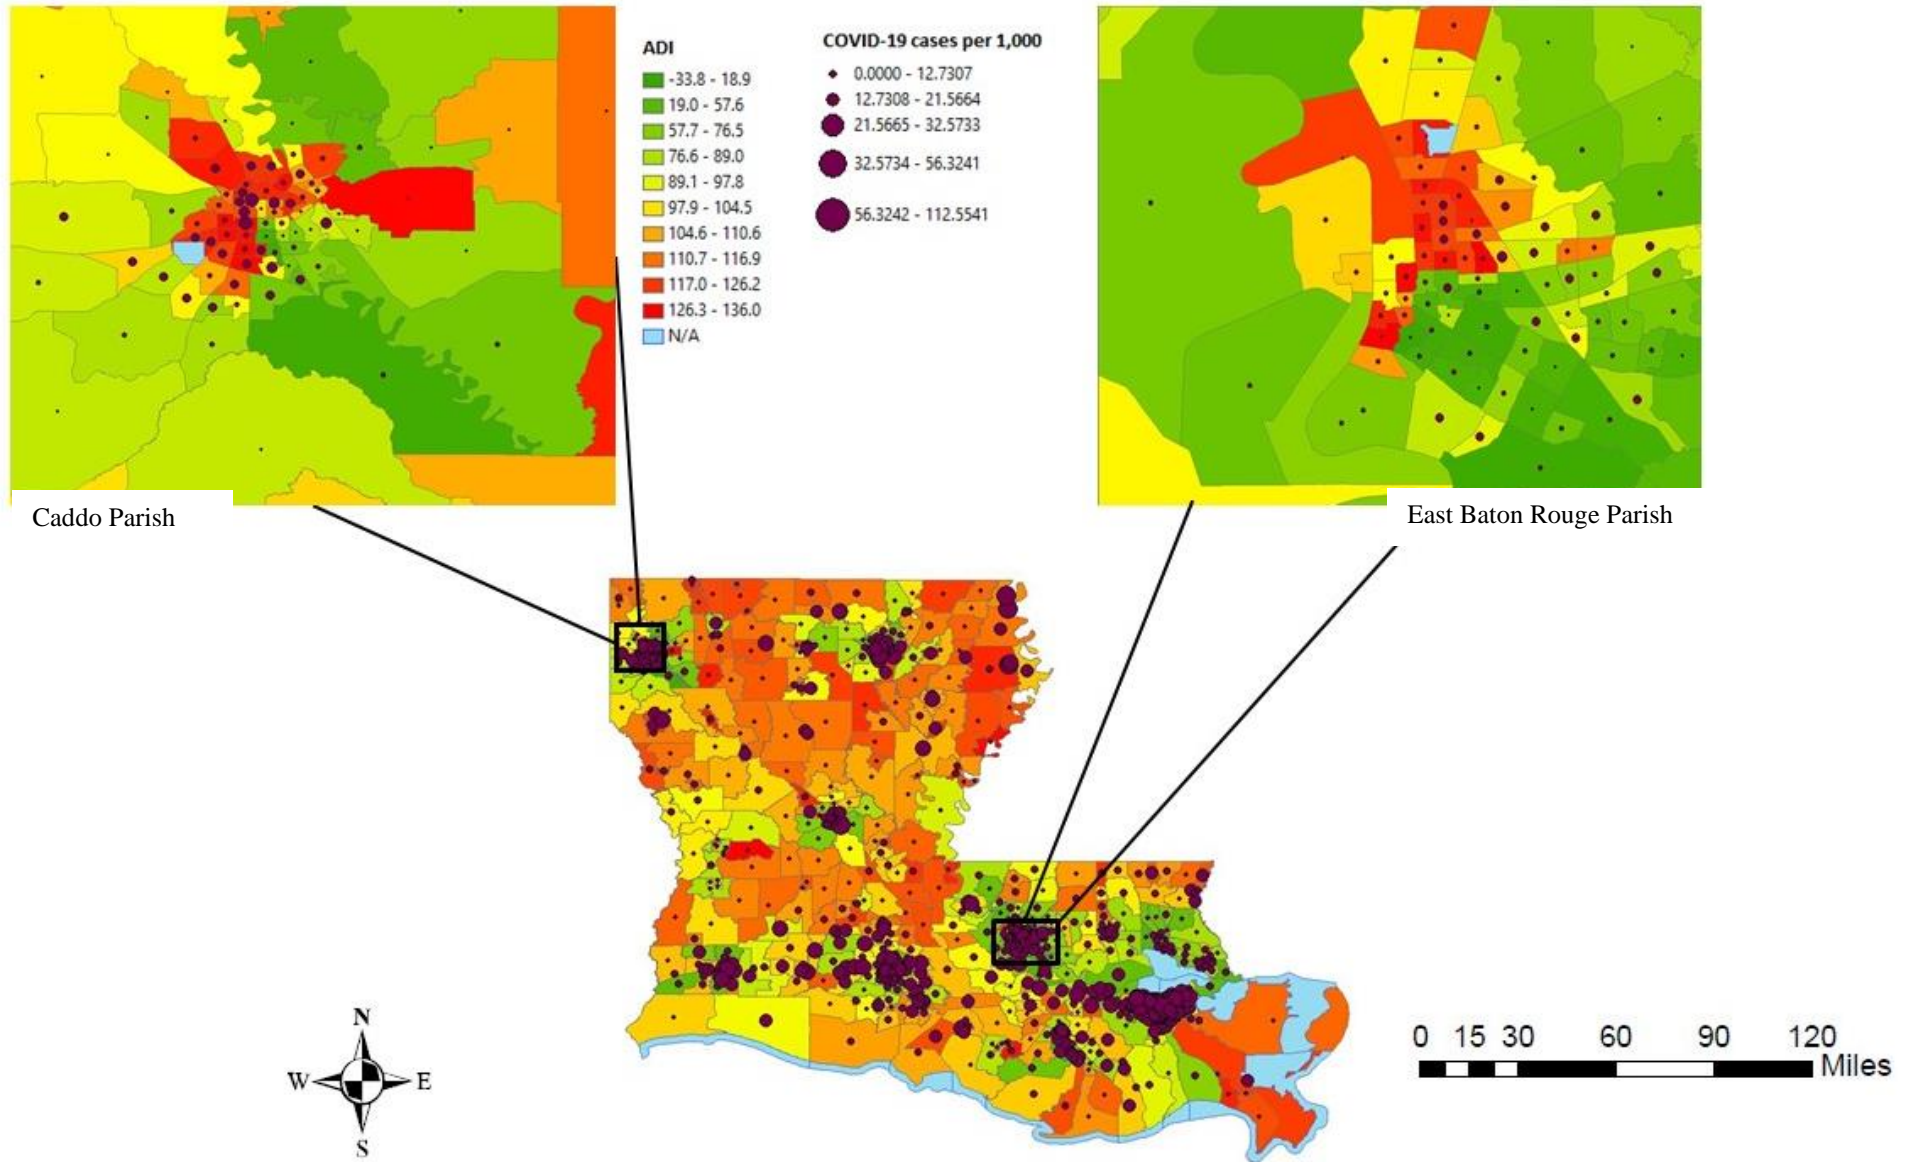 ADI
-33.8 - 18.9
19.0 - 57.6
57.7 - 76.5
76.6 - 89.0
89.1 - 97.8
97.9 - 104.5
104.6 - 110.6
110.7 - 116.9
117.0 - 126.2
126.3 - 136.0
N/A
COVID-19 cases per 1,000
0.0000 - 12.7307
12.7308 - 21.5664
21.5665 - 32.5733
32.5734 - 56.3241
56.3242 - 112.5541
Caddo Parish
East Baton Rouge Parish
N
W E
S
0 15 30 60 90 120
Miles